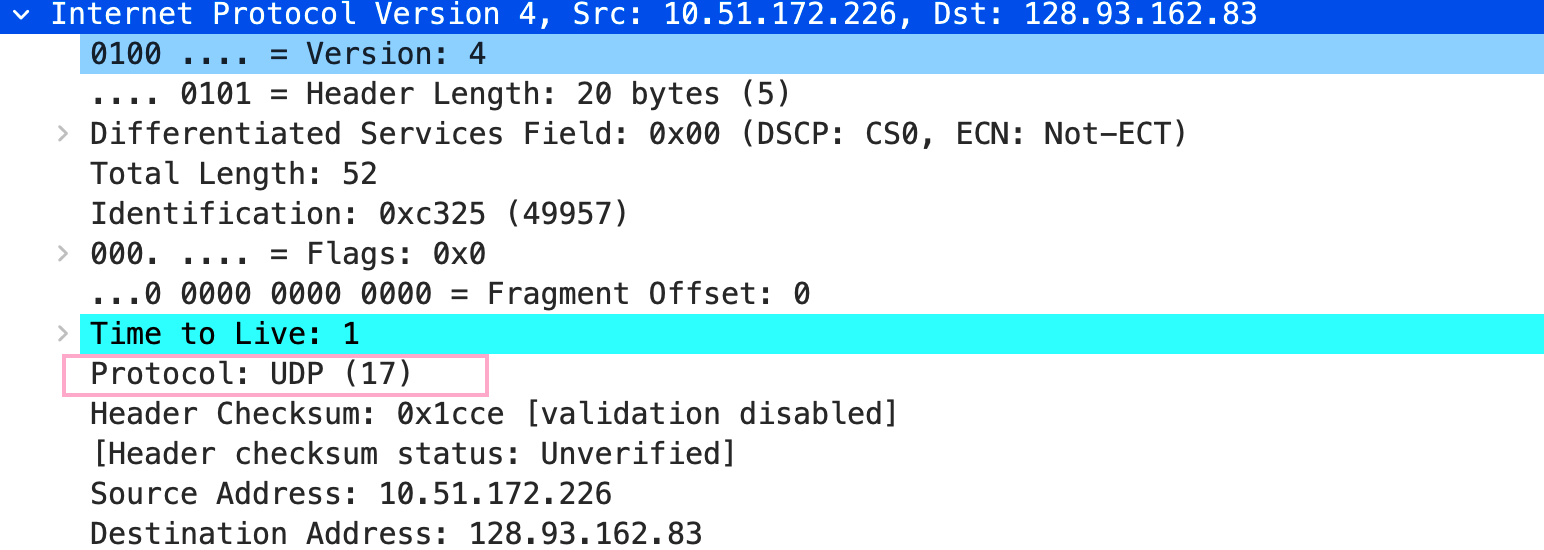 Internet Protocol Version 4, Src: 10.51.172.226, Dst: 128.93.162.83
0100 .... = Version: 4
.... 0101 = Header Length: 20 bytes (5)
Differentiated Services Field: 0x00 (DSCP: CS0, ECN: Not-ECT)
Total Length: 52
Identification: 0xc325 (49957)
000. .... = Flags: 0x0
...0 0000 0000 0000 = Fragment Offset: 0
Time to Live: 1
Protocol: UDP (17)
Header Checksum: 0x1cce [validation disabled]
[Header checksum status: Unverified]
Source Address: 10.51.172.226
Destination Address: 128.93.162.83